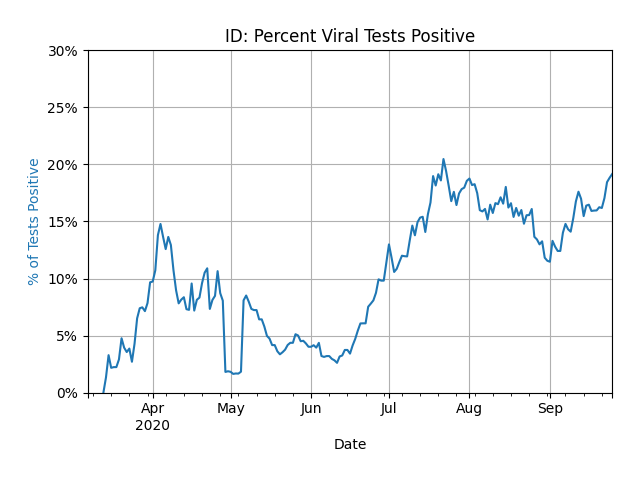 ID: Percent Viral Tests Positive
30%
25%
20%
15%
10%
5%
0%
% of Tests Positive
Apr May Jun Jul Aug Sep
2020
Date